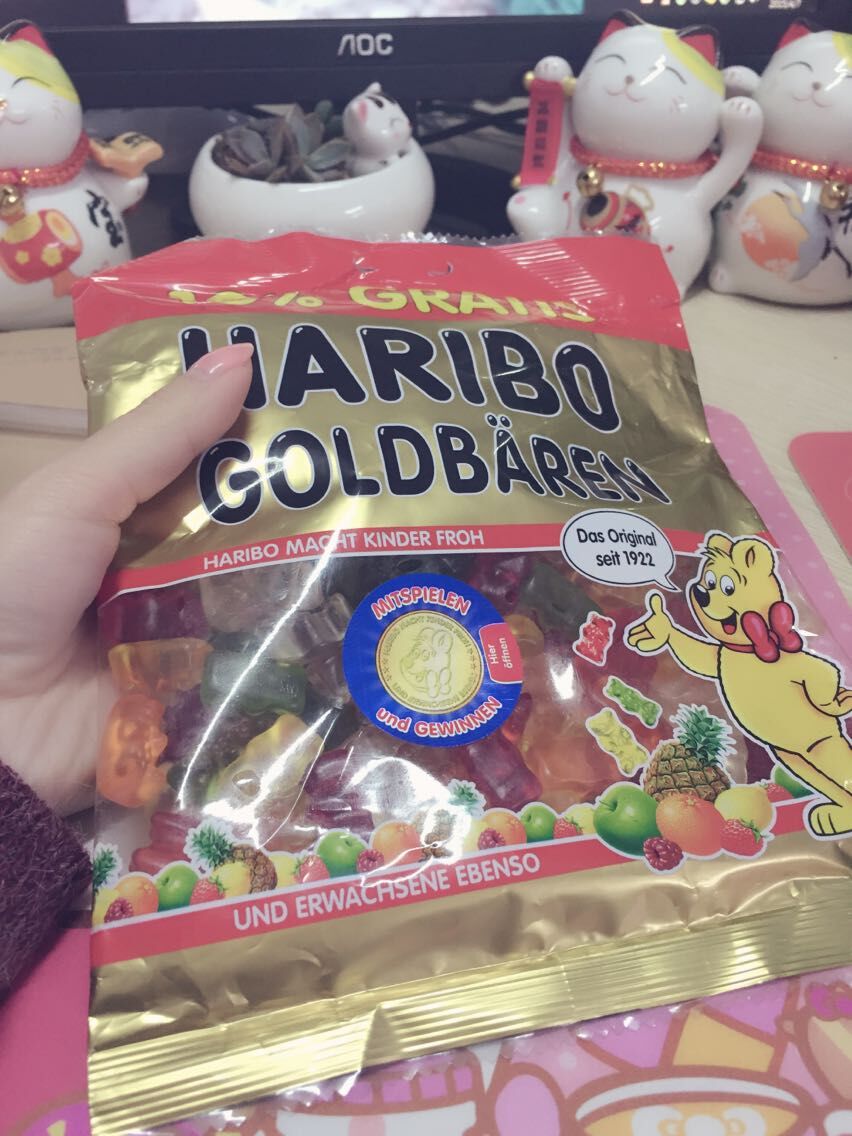 AOC
GRATIS
HARIBO
GOLDBÄREN
HARIBO MACHT KINDER FROH
Das Original
seit 1922
MITSPIELEN
Hier
öffnen
und GEWINNEN
UND ERWACHSENE EBENSO